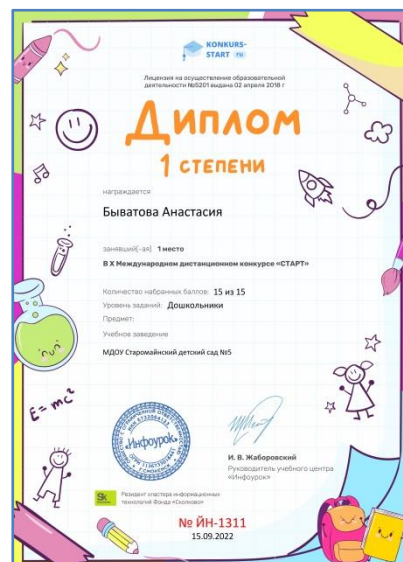 KONKURS-
START ru
Лицензия на осуществление образовательной
деятельности №5201 выдана 02 апреля 2018 г
Диплом
1 степени
награждается
Быватова Анастасия
занявший(-ая) 1 место
В X Международном дистанционном конкурсе «СТАРТ»
Количество набранных баллов: 15 из 15
Уровень заданий: Дошкольники
Предмет:
Учебное заведение
МДОУ Старомайнский детский сад №5
E=mc²
«Инфоурок»
И. В. Жаборовский
Руководитель учебного центра
«Инфоурок»
Sk
Резидент кластера информационных
технологий Фонда «Сколково»
№ ЙН-1311
15.09.2022